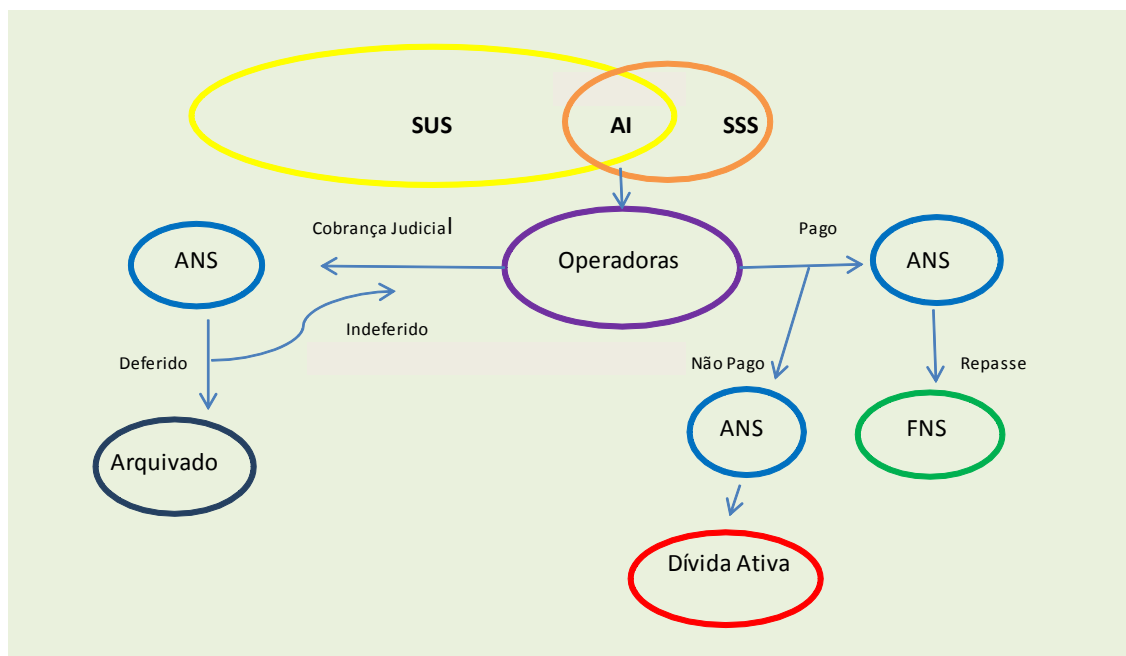 SUS
AI
SSS
Cobrança Judicial
Pago
ANS
Operadoras
ANS
Indeferido
Deferido
Não Pago
Repasse
Arquivado
ANS
FNS
Dívida Ativa